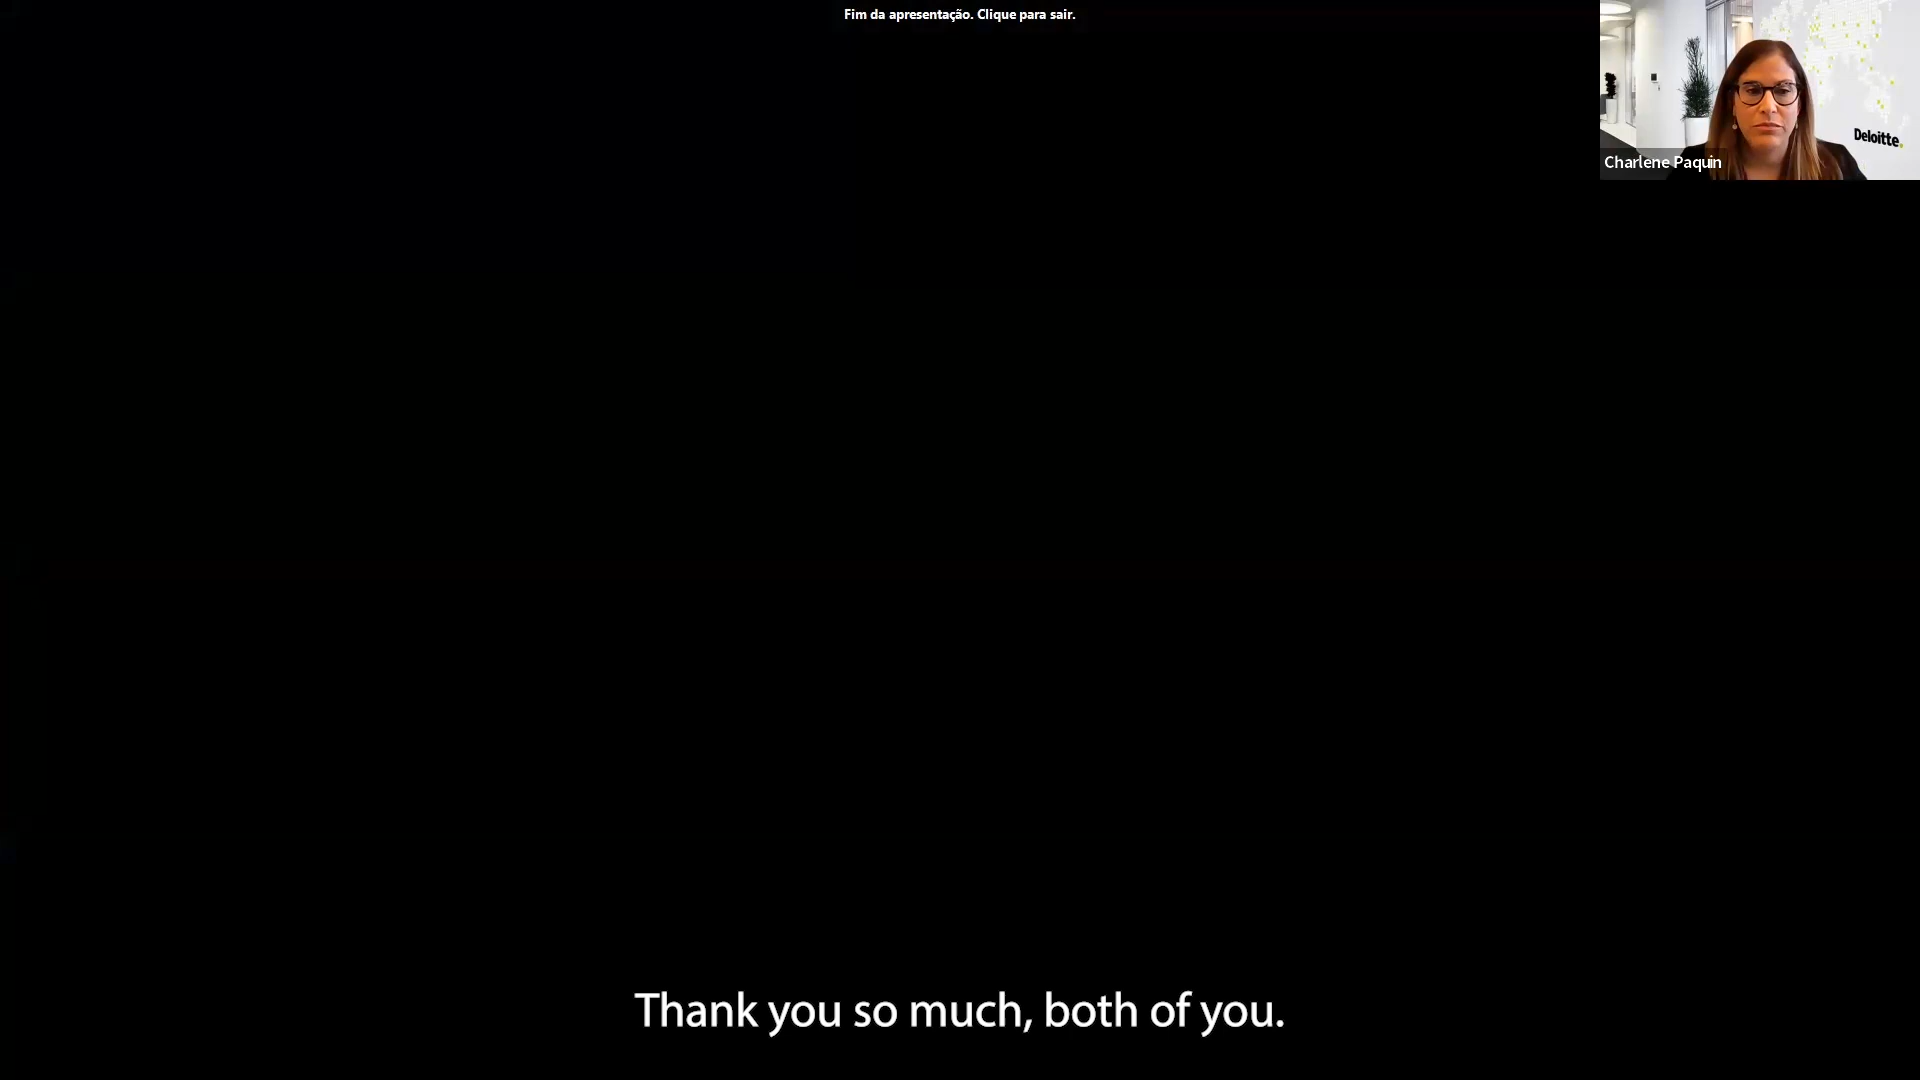 Fim da apresentação. Clique para sair.
Deloitte.
Charlene Paquin
Thank you so much, both of you.